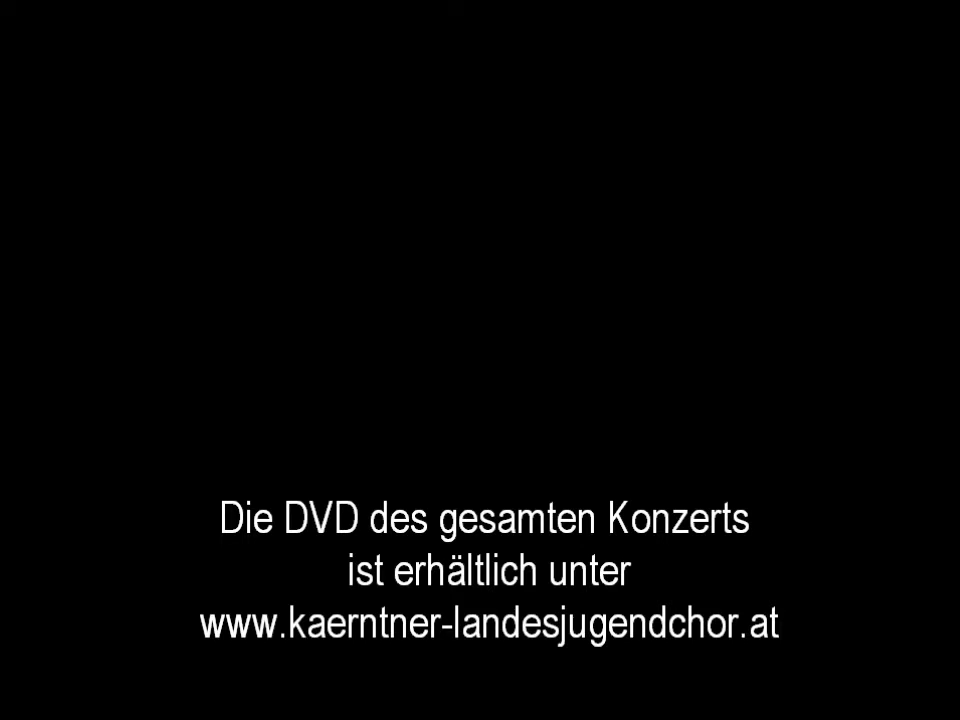 Die DVD des gesamten Konzerts
ist erhältlich unter
www.kaerntner-landesjugendchor.at